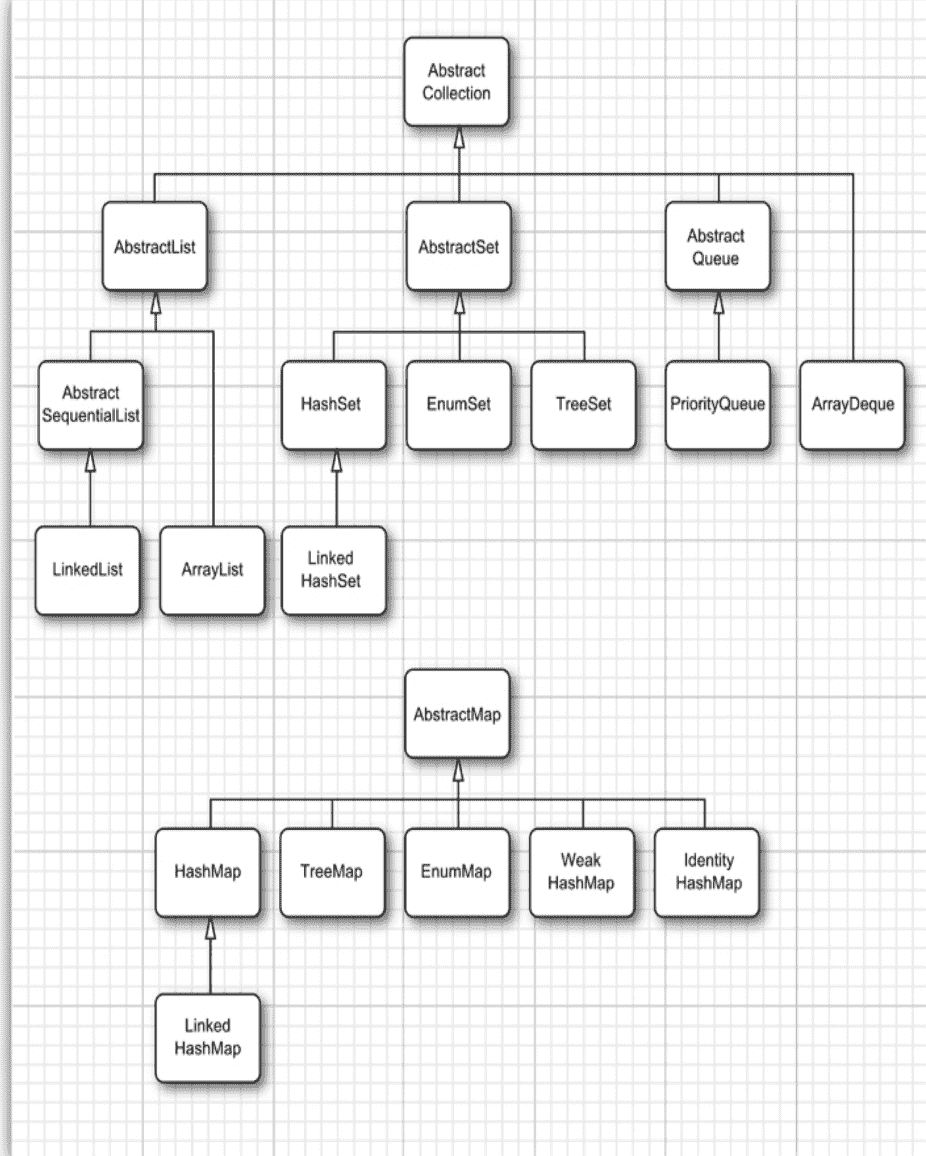 Abstract
Collection
AbstractList
AbstractSet
Abstract
Queue
Abstract
SequentialList
HashSet
EnumSet
TreeSet
PriorityQueue
ArrayDeque
LinkedList
ArrayList
Linked
HashSet
AbstractMap
HashMap
TreeMap
EnumMap
Weak
HashMap
Identity
HashMap
Linked
HashMap